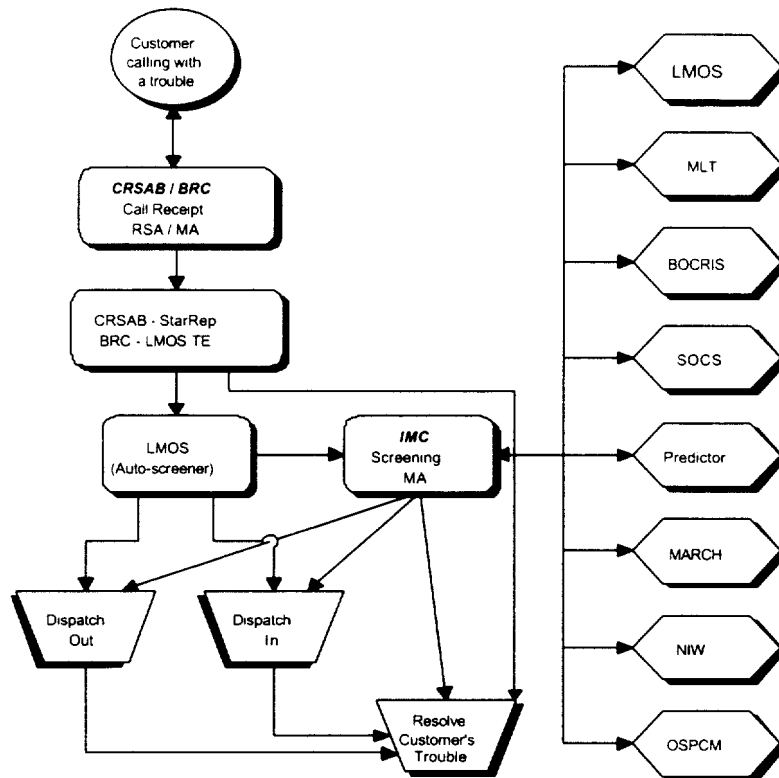 Customer
calling with
a trouble
CRSAB / BRC
Call Receipt
RSA / MA
CRSAB - StarRep
BRC - LMOS TE
LMOS
(Auto-screener)
IMC
Screening
MA
Dispatch
Out
Dispatch
In
Resolve
Customer's
Trouble
LMOS
MLT
BOCRIS
SOCS
Predictor
MARCH
NIW
OSPCM